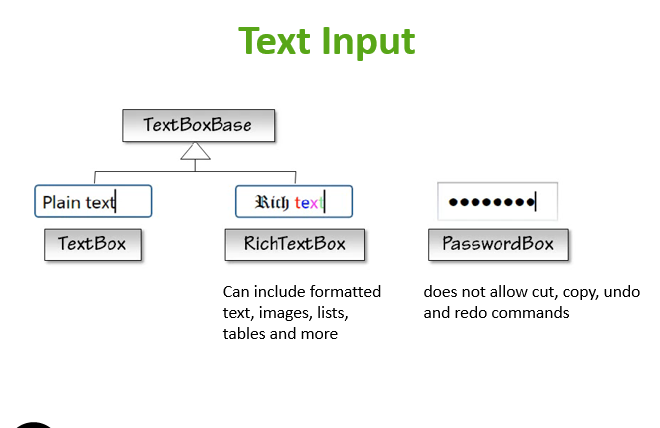 Text Input
TextBoxBase
Plain text
Rich text
●●●●●●●●
TextBox
RichTextBox
PasswordBox
Can include formatted
text, images, lists,
tables and more
does not allow cut, copy, undo
and redo commands